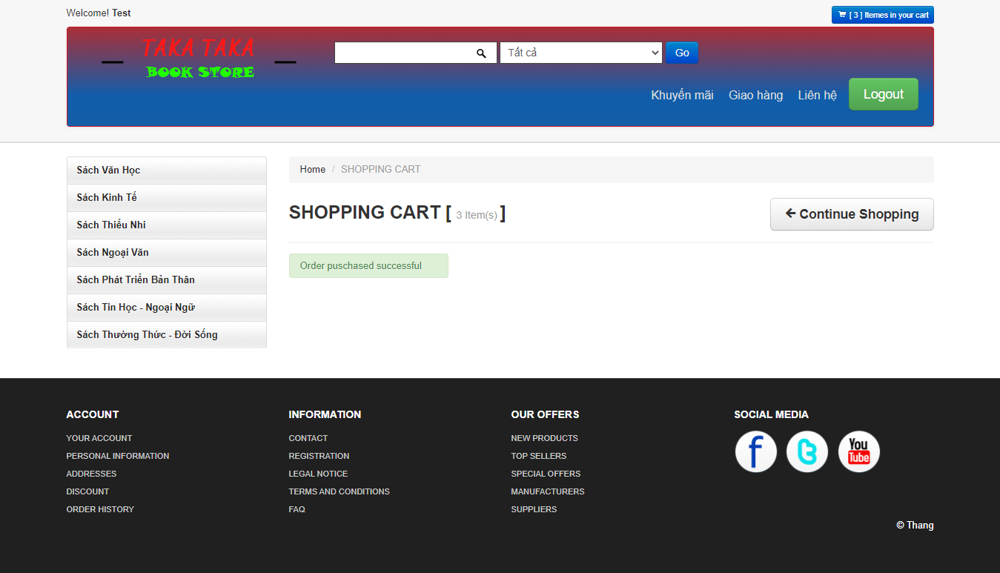 Welcome! Test
[ 3 ] Itemes in your cart
TAKA TAKA
BOOK STORE
Tất cả
Go
Khuyến mãi
Giao hàng
Liên hệ
Logout
Sách Văn Học
Sách Kinh Tế
Sách Thiếu Nhi
Sách Ngoại Văn
Sách Phát Triển Bản Thân
Sách Tin Học - Ngoại Ngữ
Sách Thường Thức - Đời Sống
Home / SHOPPING CART
SHOPPING CART [ 3 Item(s) ]
Continue Shopping
Order puschased successful
ACCOUNT
YOUR ACCOUNT
PERSONAL INFORMATION
ADDRESSES
DISCOUNT
ORDER HISTORY
INFORMATION
CONTACT
REGISTRATION
LEGAL NOTICE
TERMS AND CONDITIONS
FAQ
OUR OFFERS
NEW PRODUCTS
TOP SELLERS
SPECIAL OFFERS
MANUFACTURERS
SUPPLIERS
SOCIAL MEDIA
You
Tube
© Thang